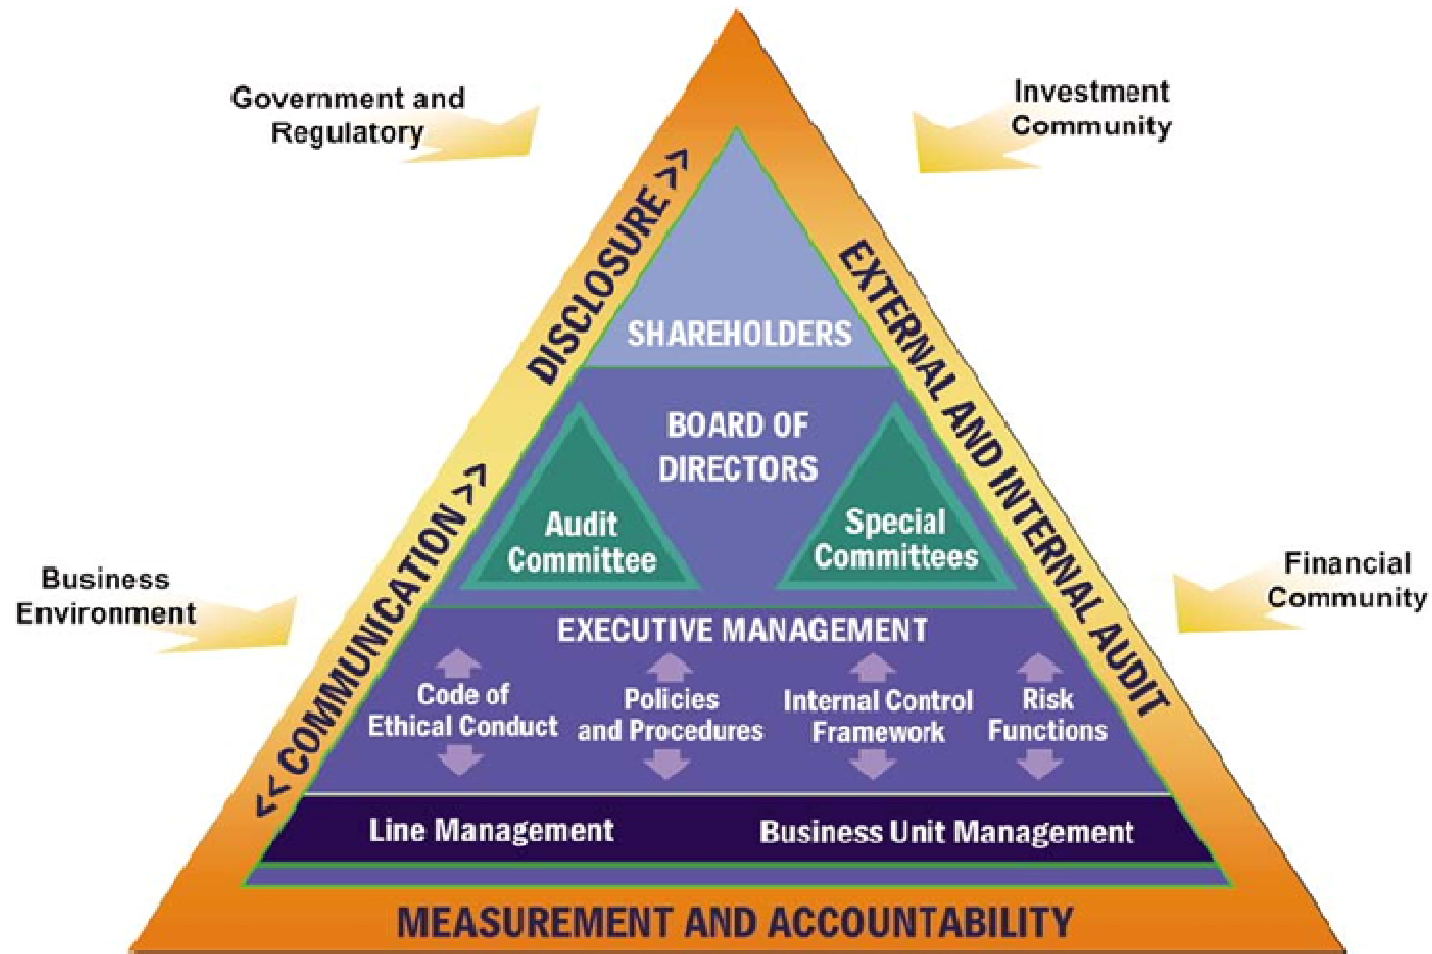 Government and
Regulatory
Investment
Community
DISCLOSURE >>
EXTERNAL AND INTERNAL AUDIT
SHAREHOLDERS
BOARD OF
DIRECTORS
Audit
Committee
Special
Committees
Business
Environment
<< COMMUNICATION >>
Financial
Community
EXECUTIVE MANAGEMENT
Code of
Ethical Conduct
Policies
and Procedures
Internal Control
Framework
Risk
Functions
Line Management
Business Unit Management
MEASUREMENT AND ACCOUNTABILITY